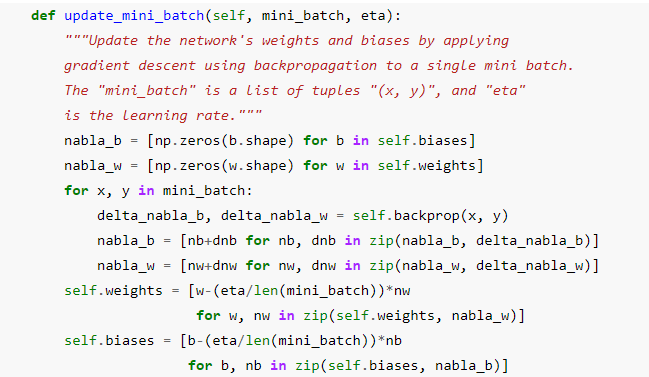 def update_mini_batch(self, mini_batch, eta):
    """Update the network's weights and biases by applying
    gradient descent using backpropagation to a single mini batch.
    The "mini_batch" is a list of tuples "(x, y)", and "eta"
    is the learning rate."""
    nabla_b = [np.zeros(b.shape) for b in self.biases]
    nabla_w = [np.zeros(w.shape) for w in self.weights]
    for x, y in mini_batch:
        delta_nabla_b, delta_nabla_w = self.backprop(x, y)
        nabla_b = [nb+dnb for nb, dnb in zip(nabla_b, delta_nabla_b)]
        nabla_w = [nw+dnw for nw, dnw in zip(nabla_w, delta_nabla_w)]
    self.weights = [w-(eta/len(mini_batch))*nw
                    for w, nw in zip(self.weights, nabla_w)]
    self.biases = [b-(eta/len(mini_batch))*nb
                   for b, nb in zip(self.biases, nabla_b)]